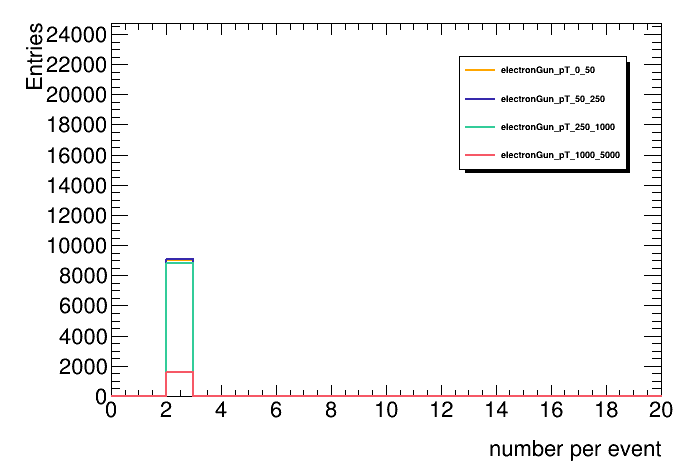 Entries
24000
22000
20000
18000
16000
14000
12000
10000
8000
6000
4000
2000
0
electronGun_pT_0_50
electronGun_pT_50_250
electronGun_pT_250_1000
electronGun_pT_1000_5000
0 2 4 6 8 10 12 14 16 18 20
number per event